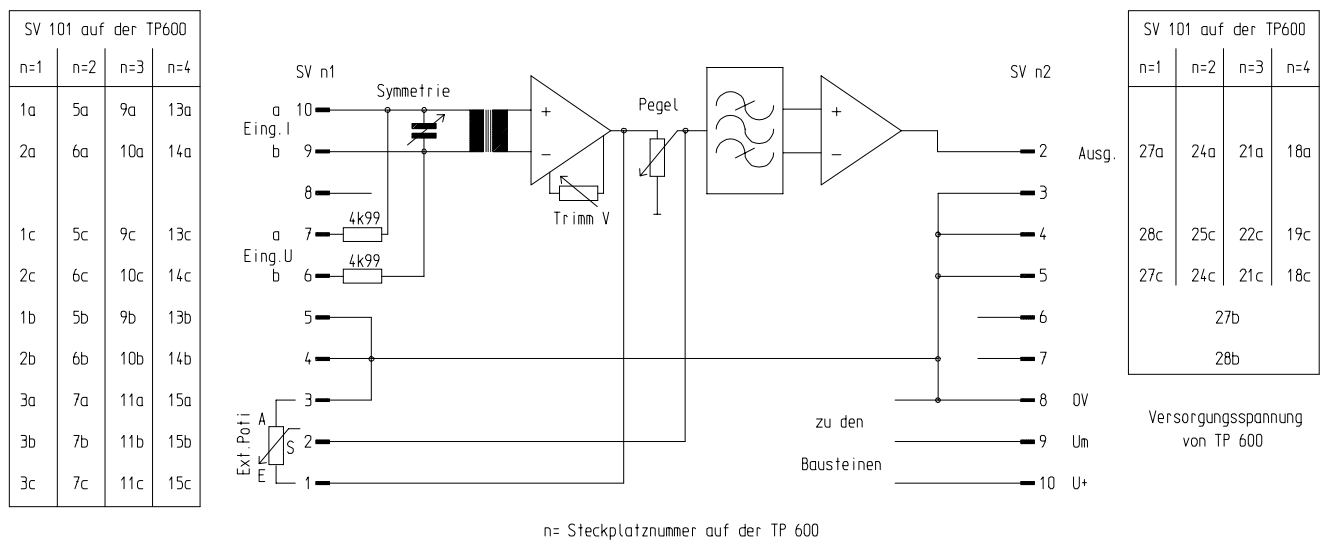 SV 101 auf der TP600
n=1 n=2 n=3 n=4
1a 5a 9a 13a
2a 6a 10a 14a
1c 5c 9c 13c
2c 6c 10c 14c
1b 5b 9b 13b
2b 6b 10b 14b
3a 7a 11a 15a
3b 7b 11b 15b
3c 7c 11c 15c
SV n1
Symmetrie
a 10
Eing.I
b 9
8
a 7 4k99
Eing.U
b 6 4k99
5
4
3
2
1
Ext.Poti
A
S
E
+
-
Trimm V
Pegel
+
-
SV n2
2 Ausg.
3
4
5
6
7
8 0V
9 Um
10 U+
zu den
Bausteinen
SV 101 auf der TP600
n=1 n=2 n=3 n=4
27a 24a 21a 18a
28c 25c 22c 19c
27c 24c 21c 18c
27b
28b
Versorgungsspannung
von TP 600
n= Steckplatznummer auf der TP 600